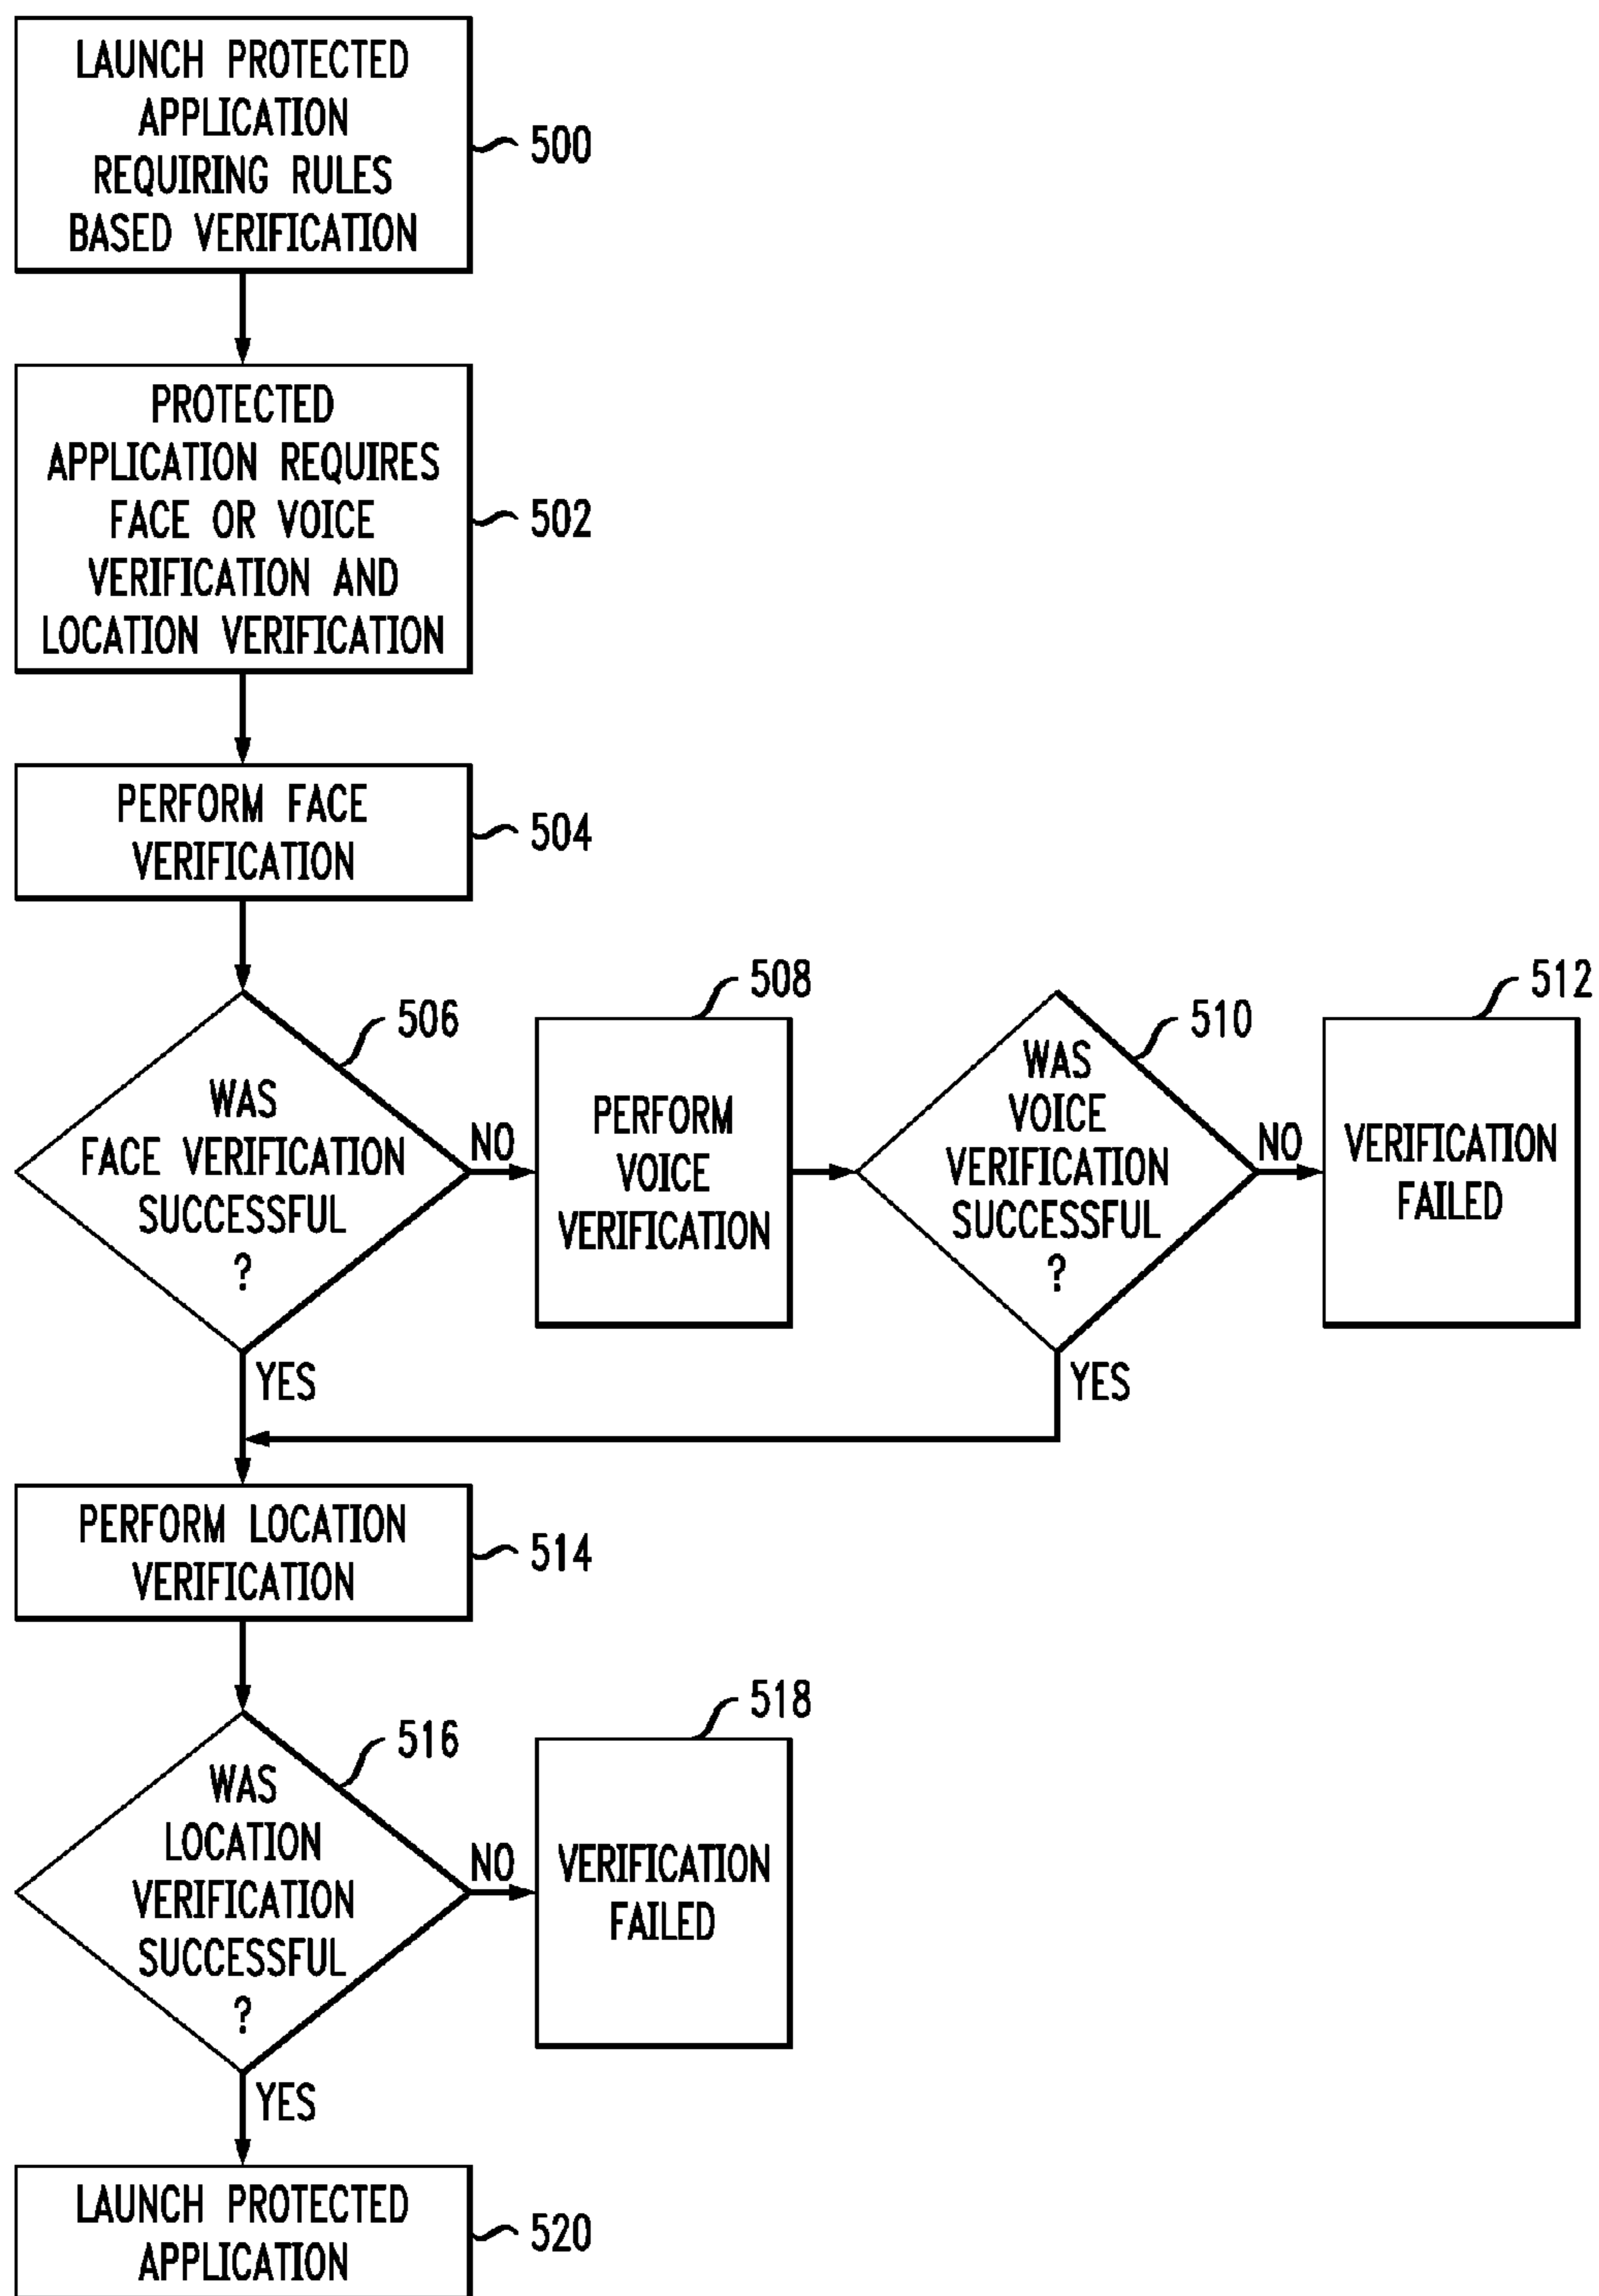 LAUNCH PROTECTED
APPLICATION
REQUIRING RULES
BASED VERIFICATION
500
PROTECTED
APPLICATION REQUIRES
FACE OR VOICE
VERIFICATION AND
LOCATION VERIFICATION
502
PERFORM FACE
VERIFICATION
504
WAS
FACE VERIFICATION
SUCCESSFUL
?
506
NO
YES
PERFORM
VOICE
VERIFICATION
508
WAS
VOICE
VERIFICATION
SUCCESSFUL
?
510
NO
YES
VERIFICATION
FAILED
512
PERFORM LOCATION
VERIFICATION
514
WAS
LOCATION
VERIFICATION
SUCCESSFUL
?
516
NO
YES
VERIFICATION
FAILED
518
LAUNCH PROTECTED
APPLICATION
520